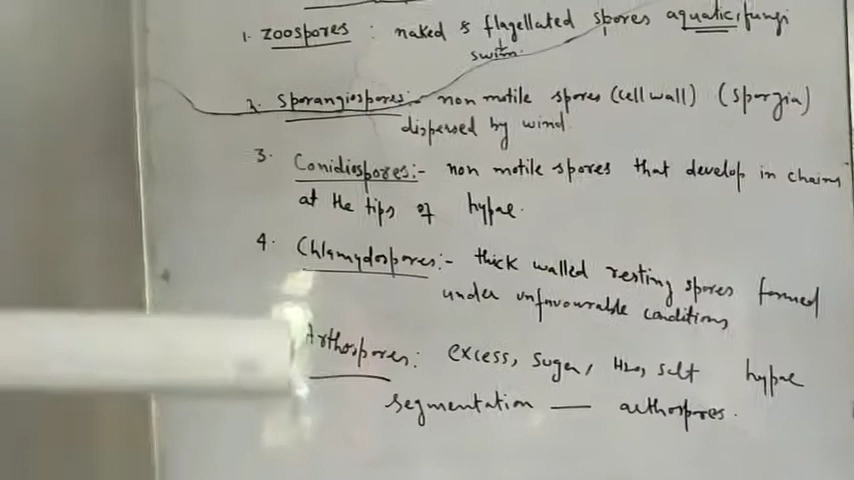 1. Zoospores : naked & flagellated spores aquatic fungi
swim.
2. Sporangiospores:- non motile spores (cell wall) (Sporgia)
dispersed by wind
3. Conidiospores:- non motile spores that develop in chains
at the tips of hypae.
4. Chlamydospores:- thick walled resting spores formed
under unfavourable conditions
Arthospores: excess, sugar, H2O, salt hypae
segmentation — arthospores.